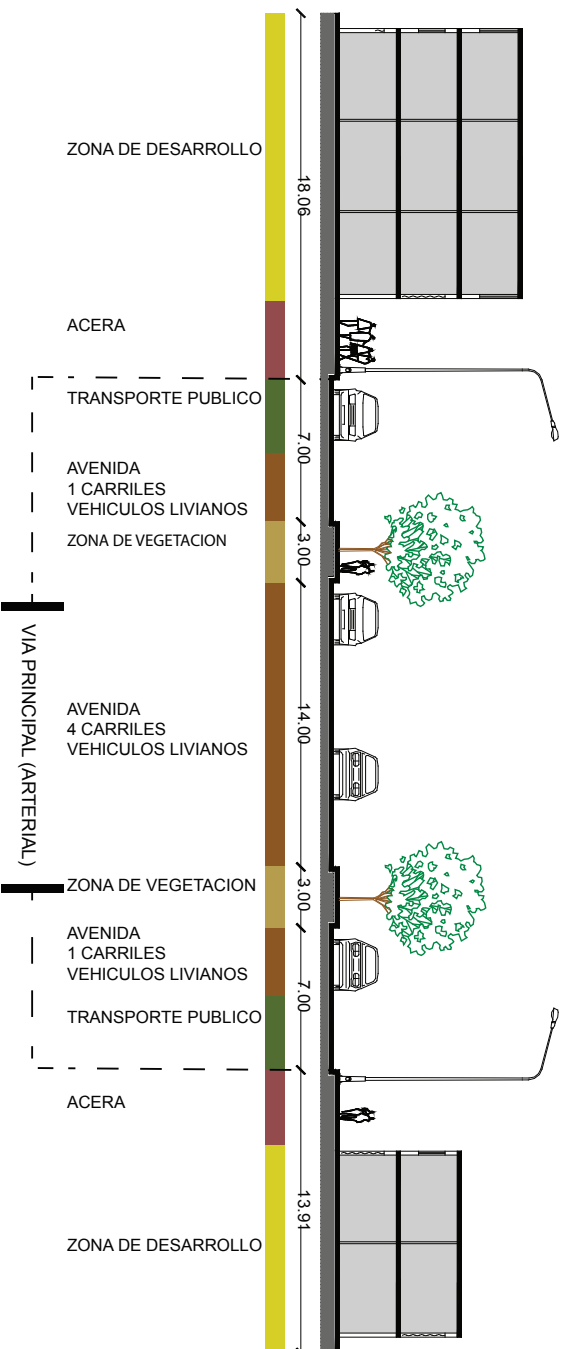 ZONA DE DESARROLLO
18.06
ACERA
TRANSPORTE PUBLICO
7.00
AVENIDA
1 CARRILES
VEHICULOS LIVIANOS
ZONA DE VEGETACION
3.00
VIA PRINCIPAL (ARTERIAL)
AVENIDA
4 CARRILES
VEHICULOS LIVIANOS
14.00
ZONA DE VEGETACION
3.00
AVENIDA
1 CARRILES
VEHICULOS LIVIANOS
7.00
TRANSPORTE PUBLICO
ACERA
13.91
ZONA DE DESARROLLO